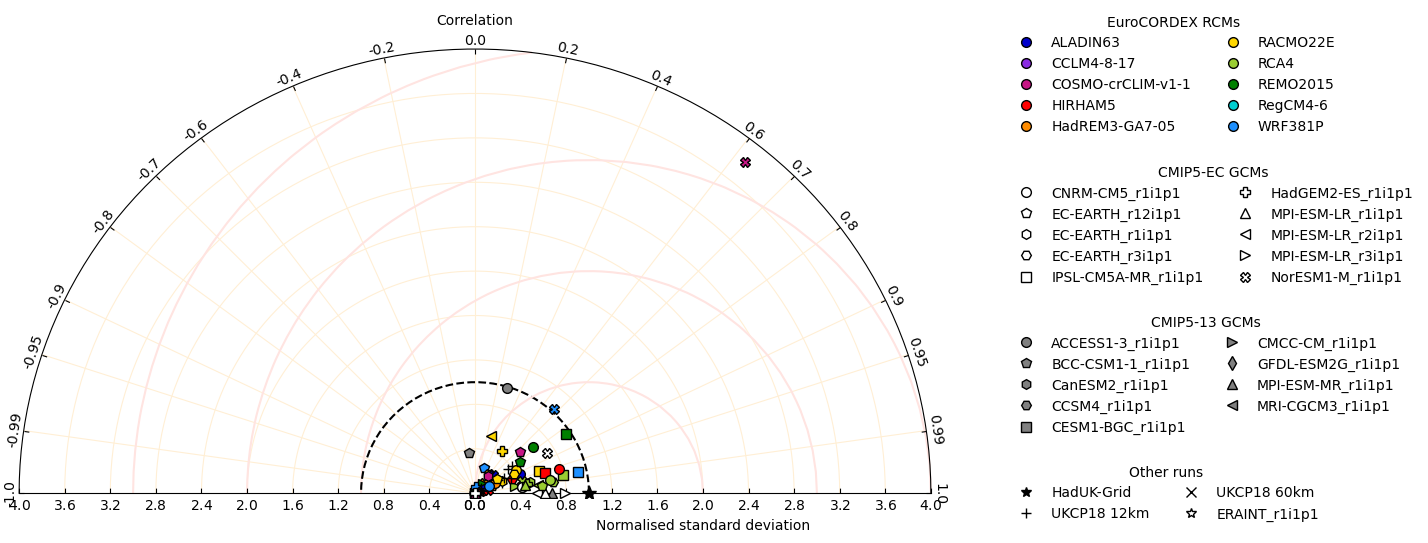 Correlation
-1.0
-0.99
-0.95
-0.9
-0.8
-0.7
-0.6
-0.4
-0.2
0.0
0.2
0.4
0.6
0.7
0.8
0.9
0.95
0.99
1.0
4.0 3.6 3.2 2.8 2.4 2.0 1.6 1.2 0.8 0.4 0.0 0.4 0.8 1.2 1.6 2.0 2.4 2.8 3.2 3.6 4.0
Normalised standard deviation
EuroCORDEX RCMs
ALADIN63 RACMO22E
CCLM4-8-17 RCA4
COSMO-crCLIM-v1-1 REMO2015
HIRHAM5 RegCM4-6
HadREM3-GA7-05 WRF381P
CMIP5-EC GCMs
CNRM-CM5_r1i1p1 HadGEM2-ES_r1i1p1
EC-EARTH_r12i1p1 MPI-ESM-LR_r1i1p1
EC-EARTH_r1i1p1 MPI-ESM-LR_r2i1p1
EC-EARTH_r3i1p1 MPI-ESM-LR_r3i1p1
IPSL-CM5A-MR_r1i1p1 NorESM1-M_r1i1p1
CMIP5-13 GCMs
ACCESS1-3_r1i1p1 CMCC-CM_r1i1p1
BCC-CSM1-1_r1i1p1 GFDL-ESM2G_r1i1p1
CanESM2_r1i1p1 MPI-ESM-MR_r1i1p1
CCSM4_r1i1p1 MRI-CGCM3_r1i1p1
CESM1-BGC_r1i1p1
Other runs
HadUK-Grid UKCP18 60km
UKCP18 12km ERAINT_r1i1p1